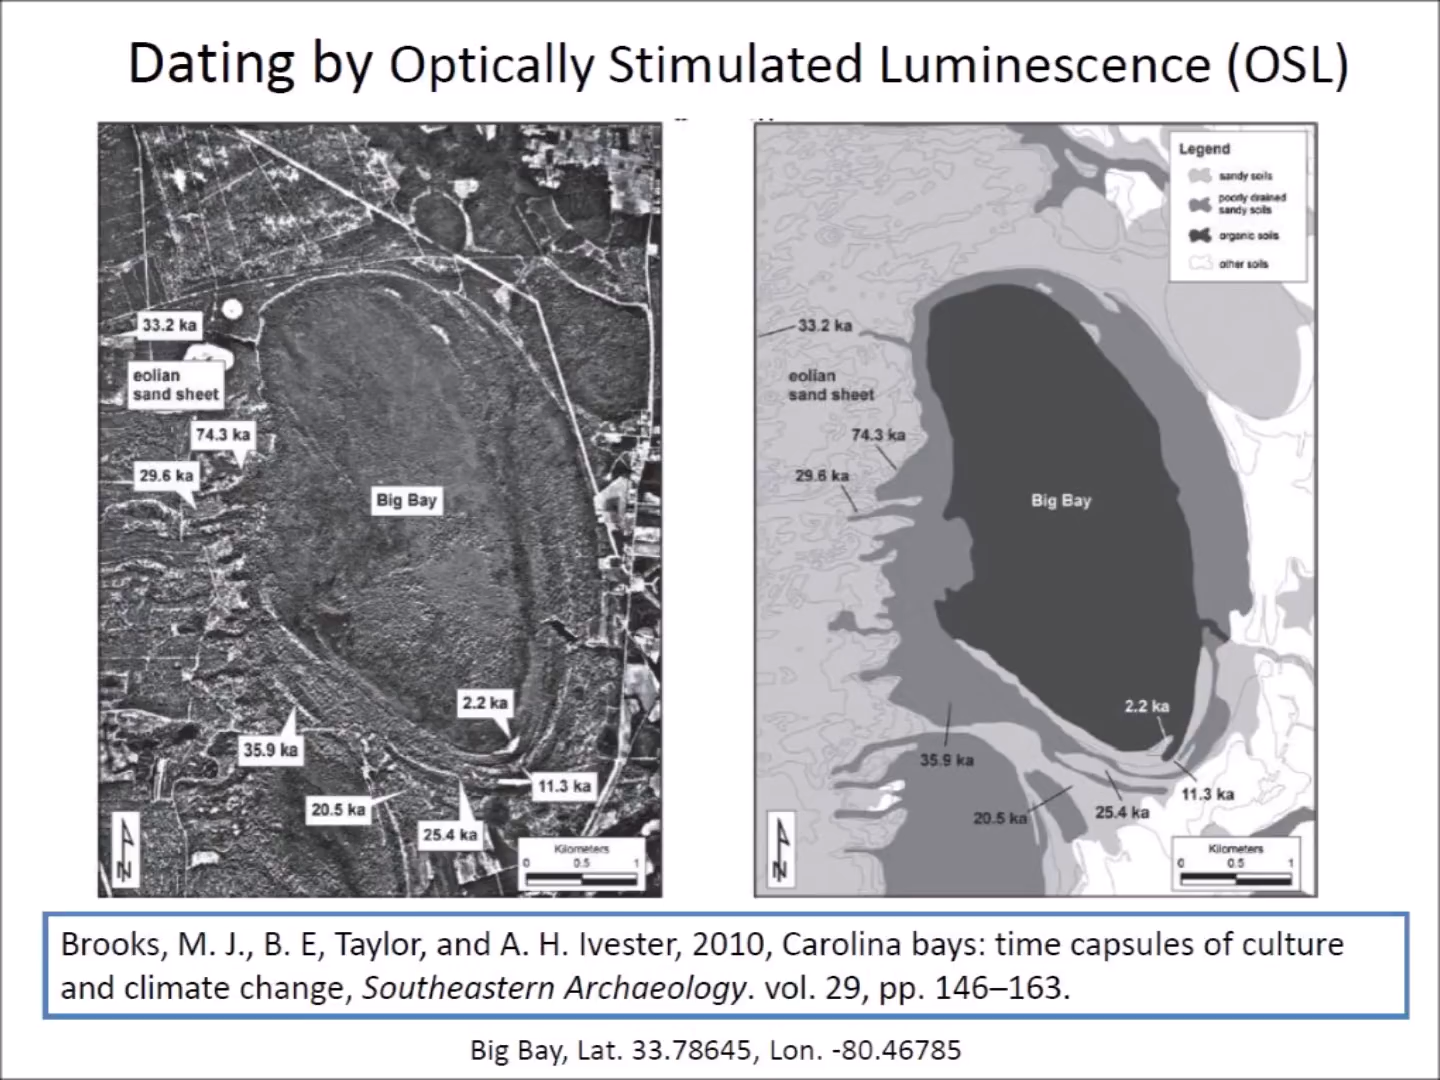 Dating by Optically Stimulated Luminescence (OSL)
33.2 ka
eolian
sand sheet
74.3 ka
29.6 ka
Big Bay
2.2 ka
35.9 ka
11.3 ka
20.5 ka
25.4 ka
N
Kilometers
0 0.5 1
Legend
sandy soils
poorly drained
sandy soils
organic soils
other soils
33.2 ka
eolian
sand sheet
74.3 ka
29.6 ka
Big Bay
2.2 ka
35.9 ka
11.3 ka
20.5 ka
25.4 ka
N
Kilometers
0 0.5 1
Brooks, M. J., B. E, Taylor, and A. H. Ivester, 2010, Carolina bays: time capsules of culture
and climate change, Southeastern Archaeology. vol. 29, pp. 146–163.
Big Bay, Lat. 33.78645, Lon. -80.46785